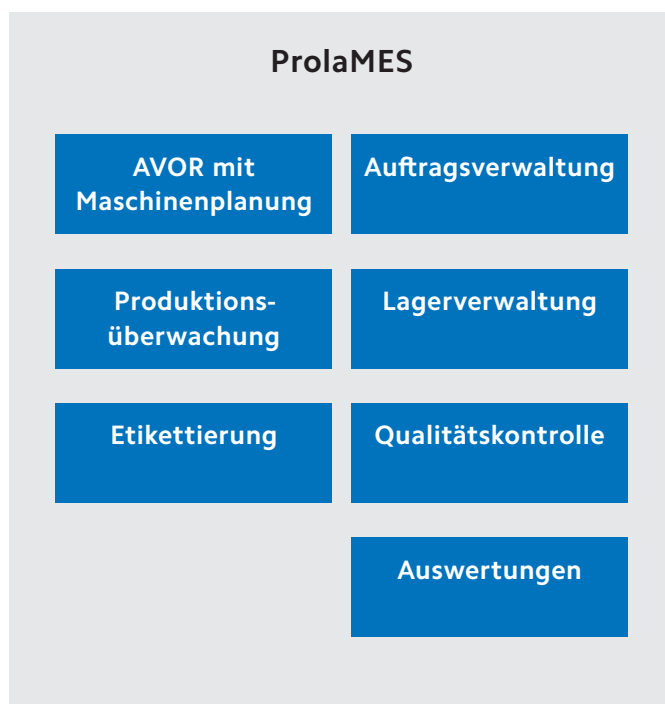 ProlaMES
AVOR mit
Maschinenplanung
Auftragsverwaltung
Produktions-
überwachung
Lagerverwaltung
Etikettierung
Qualitätskontrolle
Auswertungen